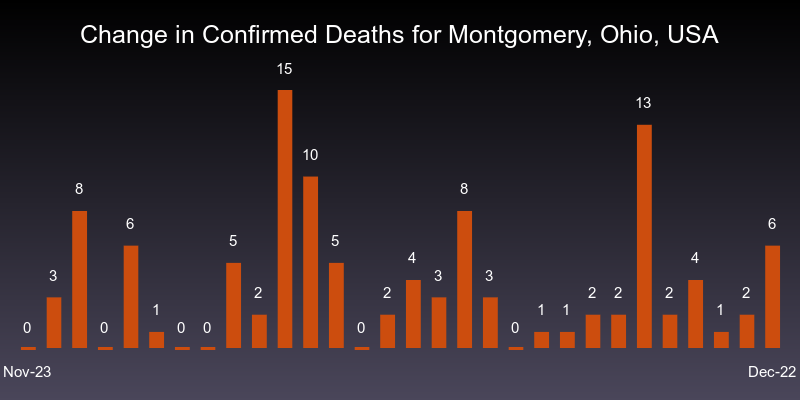 Change in Confirmed Deaths for Montgomery, Ohio, USA
0 3 8 0 6 1 0 0 5 2 15 10 5 0 2 4 3 8 3 0 1 1 2 2 13 2 4 1 2 6
Nov-23 Dec-22